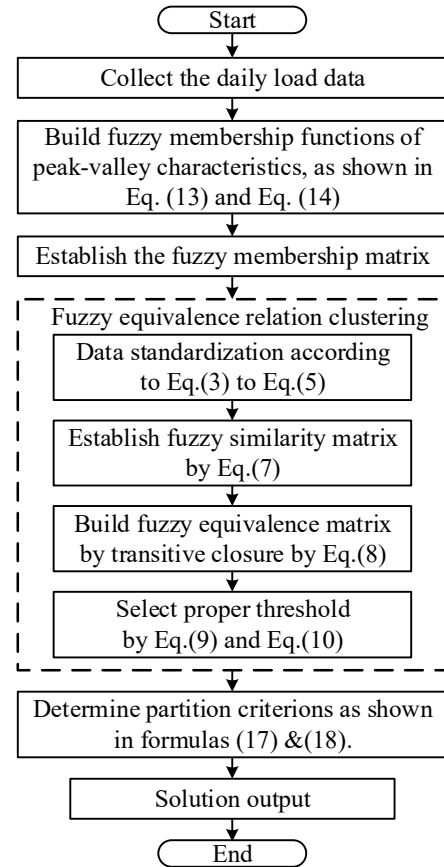 Start
Collect the daily load data
Build fuzzy membership functions of
peak-valley characteristics, as shown in
Eq. (13) and Eq. (14)
Establish the fuzzy membership matrix
Fuzzy equivalence relation clustering
Data standardization according
to Eq.(3) to Eq.(5)
Establish fuzzy similarity matrix
by Eq.(7)
Build fuzzy equivalence matrix
by transitive closure by Eq.(8)
Select proper threshold
by Eq.(9) and Eq.(10)
Determine partition criterions as shown
in formulas (17) &(18).
Solution output
End